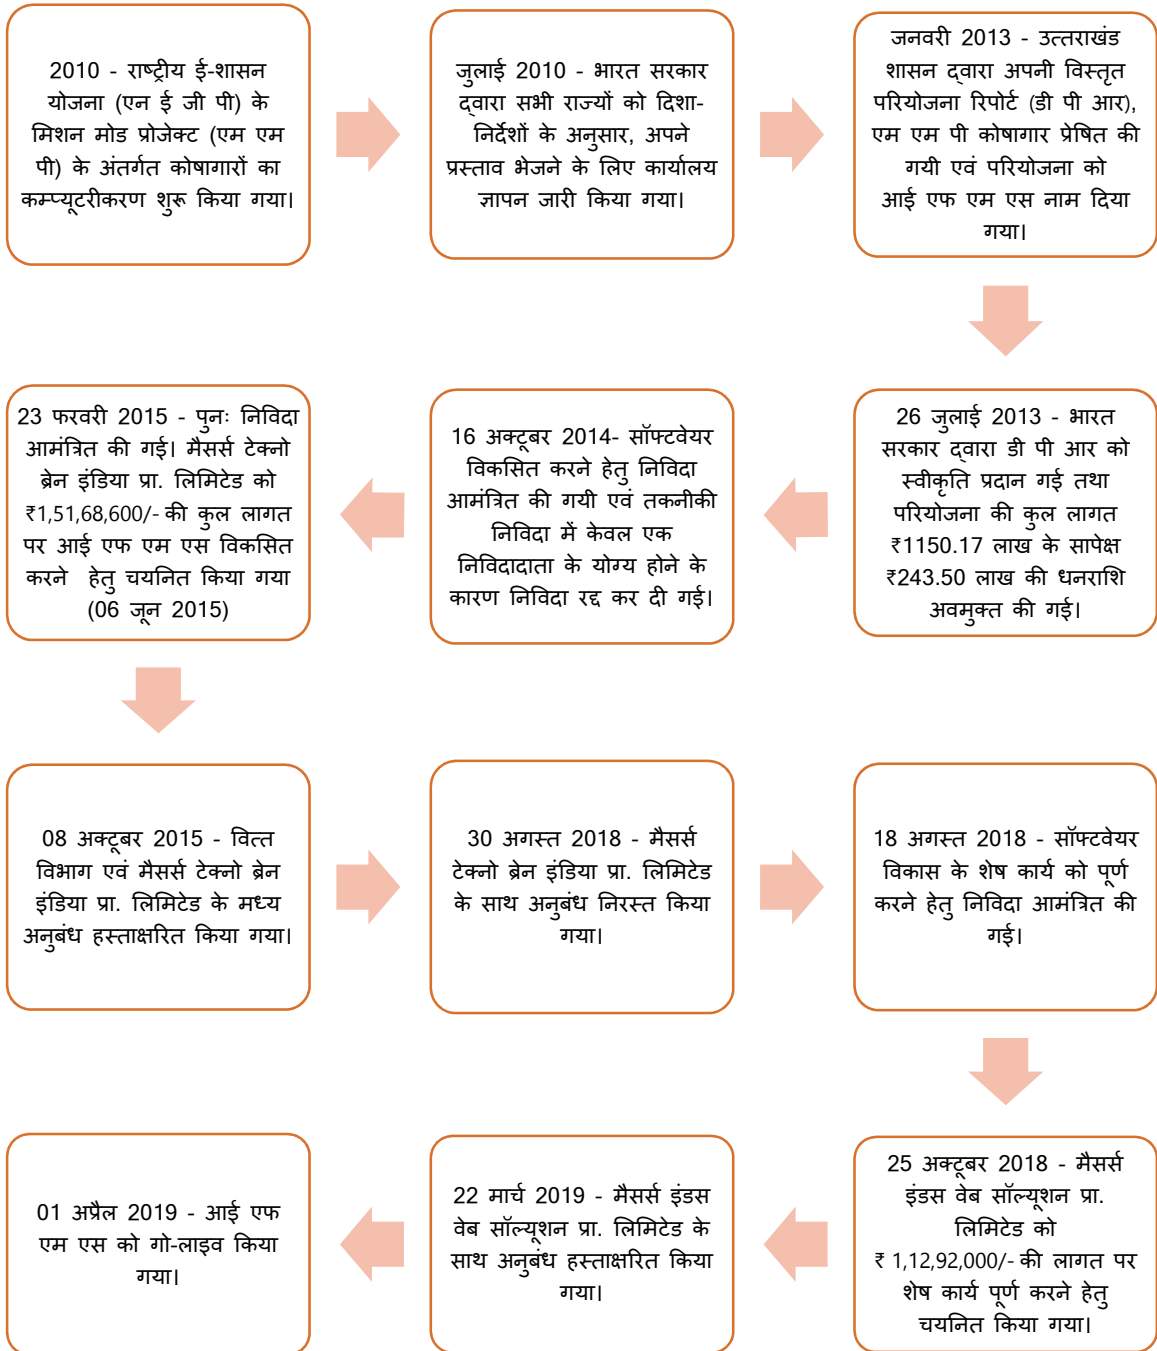 2010 - राष्ट्रीय ई-शासन
योजना (एन ई जी पी) के
मिशन मोड प्रोजेक्ट (एम एम
पी) के अंतर्गत कोषागारों का
कम्प्यूटरीकरण शुरू किया गया।
जुलाई 2010 - भारत सरकार
द्वारा सभी राज्यों को दिशा-
निर्देशों के अनुसार, अपने
प्रस्ताव भेजने के लिए कार्यालय
ज्ञापन जारी किया गया।
जनवरी 2013 - उत्तराखंड
शासन द्वारा अपनी विस्तृत
परियोजना रिपोर्ट (डी पी आर),
एम एम पी कोषागार प्रेषित की
गयी एवं परियोजना को
आई एफ एम एस नाम दिया
गया।
26 जुलाई 2013 - भारत
सरकार द्वारा डी पी आर को
स्वीकृति प्रदान गई तथा
परियोजना की कुल लागत
₹1150.17 लाख के सापेक्ष
₹243.50 लाख की धनराशि
अवमुक्त की गई।
16 अक्टूबर 2014- सॉफ्टवेयर
विकसित करने हेतु निविदा
आमंत्रित की गयी एवं तकनीकी
निविदा में केवल एक
निविदादाता के योग्य होने के
कारण निविदा रद्द कर दी गई।
23 फरवरी 2015 - पुनः निविदा
आमंत्रित की गई। मैसर्स टेक्नो
ब्रेन इंडिया प्रा. लिमिटेड को
₹1,51,68,600/- की कुल लागत
पर आई एफ एम एस विकसित
करने हेतु चयनित किया गया
(06 जून 2015)
08 अक्टूबर 2015 - वित्त
विभाग एवं मैसर्स टेक्नो ब्रेन
इंडिया प्रा. लिमिटेड के मध्य
अनुबंध हस्ताक्षरित किया गया।
30 अगस्त 2018 - मैसर्स
टेक्नो ब्रेन इंडिया प्रा. लिमिटेड
के साथ अनुबंध निरस्त किया
गया।
18 अगस्त 2018 - सॉफ्टवेयर
विकास के शेष कार्य को पूर्ण
करने हेतु निविदा आमंत्रित की
गई।
25 अक्टूबर 2018 - मैसर्स
इंडस वेब सॉल्यूशन प्रा.
लिमिटेड को
₹ 1,12,92,000/- की लागत पर
शेष कार्य पूर्ण करने हेतु
चयनित किया गया।
22 मार्च 2019 - मैसर्स इंडस
वेब सॉल्यूशन प्रा. लिमिटेड के
साथ अनुबंध हस्ताक्षरित किया
गया।
01 अप्रैल 2019 - आई एफ
एम एस को गो-लाइव किया
गया।